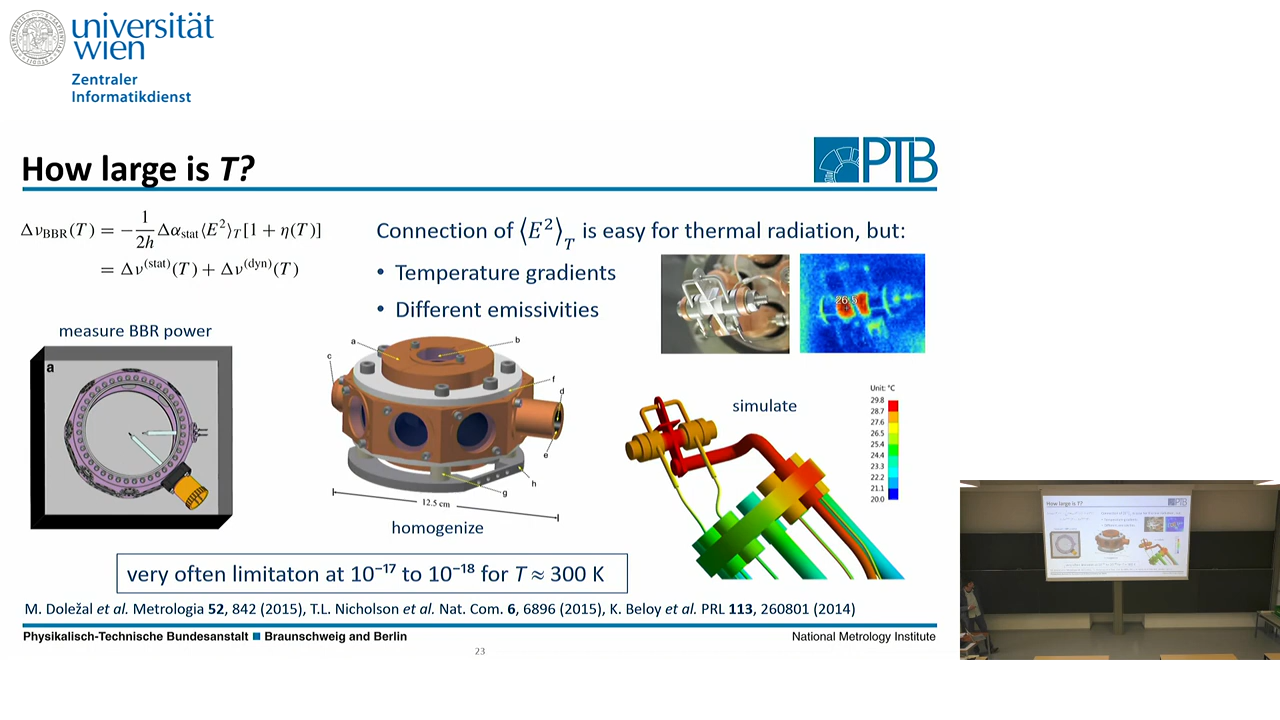 universität
wien
Zentraler
Informatikdienst
How large is T?
PTB
Δν_BBR(T) = −1/2h Δα_stat⟨E²⟩_T[1 + η(T)]
= Δν^(stat)(T) + Δν^(dyn)(T)
Connection of ⟨E²⟩_T is easy for thermal radiation, but:
• Temperature gradients
• Different emissivities
26.5
measure BBR power
a
a
b
c
f
d
e
h
g
12.5 cm
homogenize
simulate
Unit: °C
29.8
28.7
27.6
26.5
25.4
24.4
23.3
22.2
21.1
20.0
very often limitaton at 10⁻¹⁷ to 10⁻¹⁸ for T ≈ 300 K
M. Doležal et al. Metrologia 52, 842 (2015), T.L. Nicholson et al. Nat. Com. 6, 6896 (2015), K. Beloy et al. PRL 113, 260801 (2014)
Physikalisch-Technische Bundesanstalt ■ Braunschweig and Berlin
National Metrology Institute
23
How large is T?
PTB